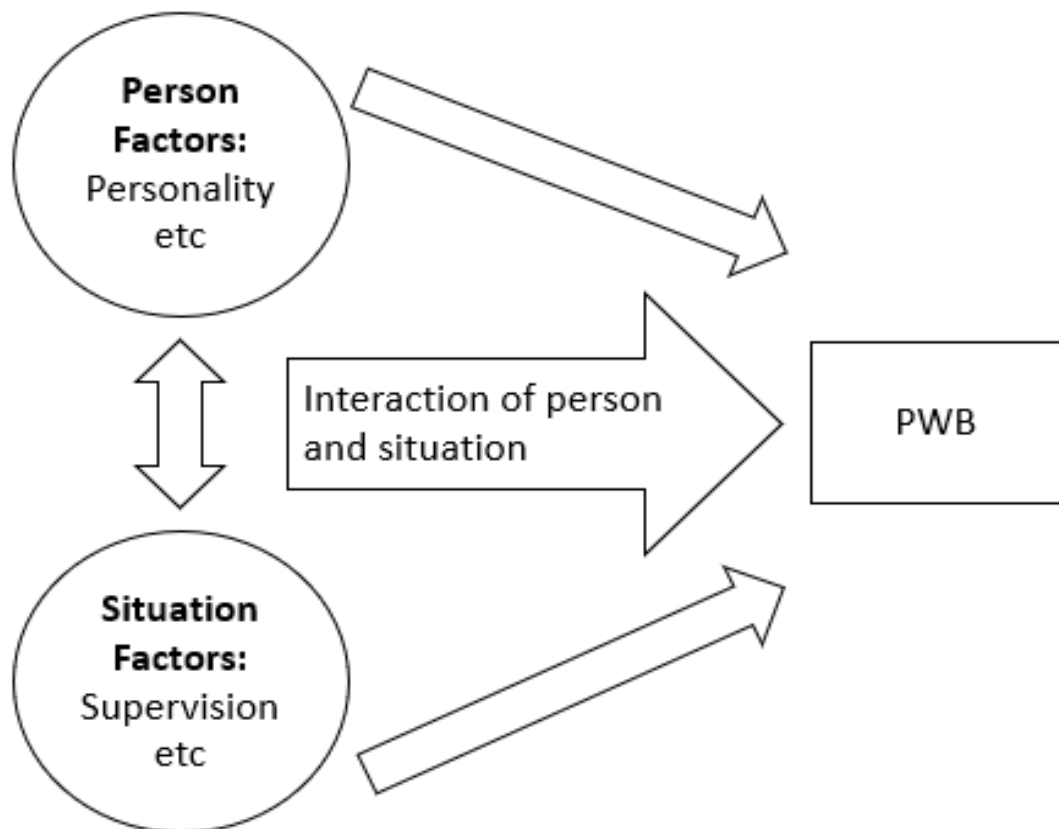 Person
Factors:
Personality
etc
Interaction of person
and situation
PWB
Situation
Factors:
Supervision
etc